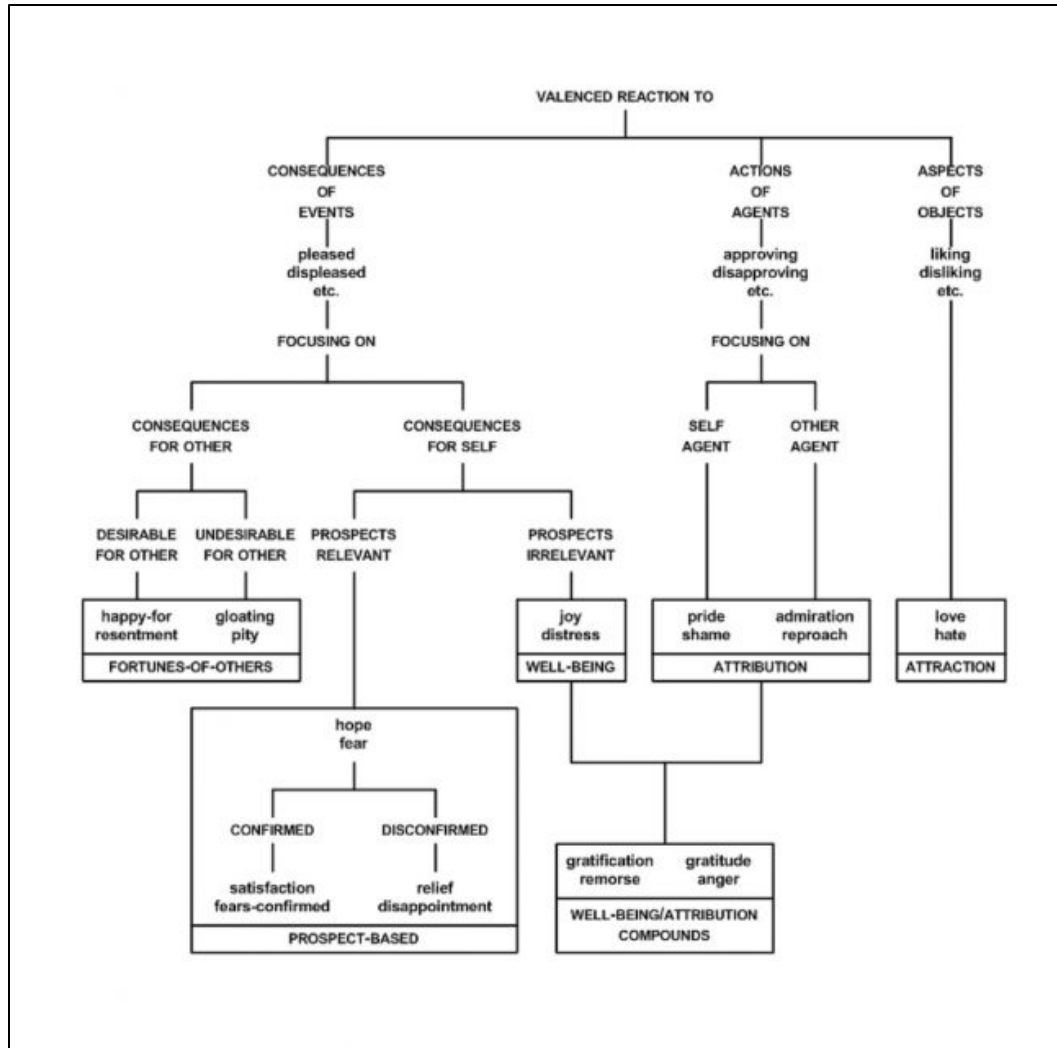 VALENCED REACTION TO
CONSEQUENCES
OF
EVENTS
ACTIONS
OF
AGENTS
ASPECTS
OF
OBJECTS
pleased
displeased
etc.
approving
disapproving
etc.
liking
disliking
etc.
FOCUSING ON
FOCUSING ON
CONSEQUENCES
FOR OTHER
CONSEQUENCES
FOR SELF
SELF
AGENT
OTHER
AGENT
DESIRABLE
FOR OTHER
UNDESIRABLE
FOR OTHER
PROSPECTS
RELEVANT
PROSPECTS
IRRELEVANT
happy-for
resentment
gloating
pity
FORTUNES-OF-OTHERS
joy
distress
WELL-BEING
pride
shame
admiration
reproach
ATTRIBUTION
love
hate
ATTRACTION
hope
fear
CONFIRMED
DISCONFIRMED
satisfaction
fears-confirmed
relief
disappointment
PROSPECT-BASED
gratification
remorse
gratitude
anger
WELL-BEING/ATTRIBUTION
COMPOUNDS